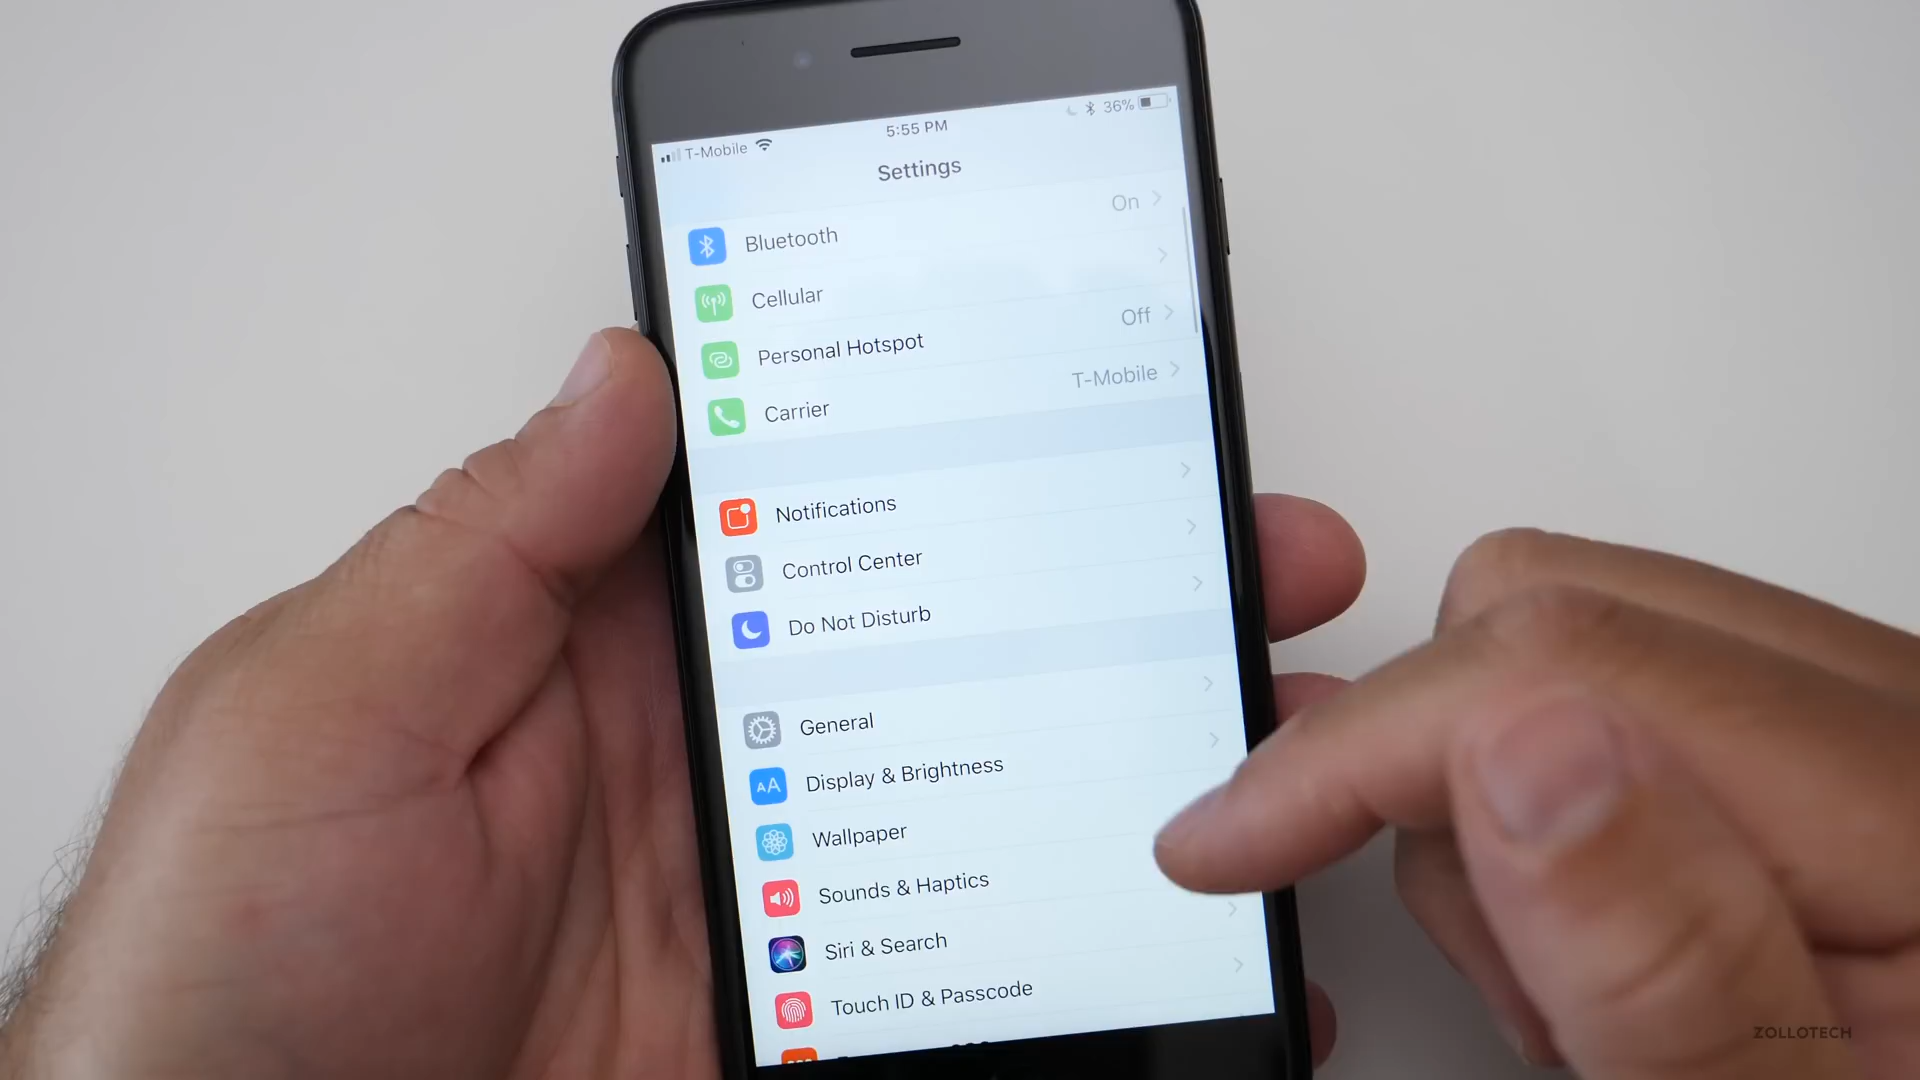 T-Mobile
5:55 PM
36%
Settings
Bluetooth
On
Cellular
Personal Hotspot
Off
Carrier
T-Mobile
Notifications
Control Center
Do Not Disturb
General
AA
Display & Brightness
Wallpaper
Sounds & Haptics
Siri & Search
Touch ID & Passcode
ZOLLOTECH